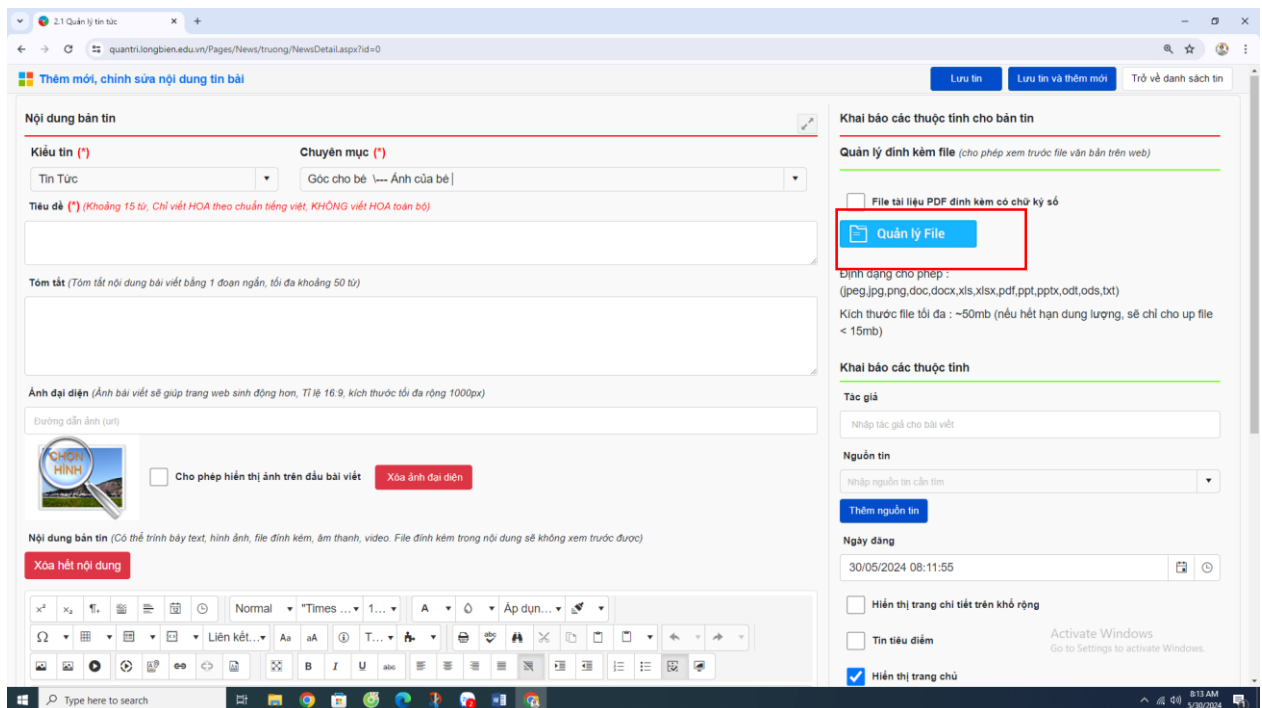 2.1 Quản lý tin tức
quantri.longbien.edu.vn/Pages/News/truong/NewsDetail.aspx?id=0
Thêm mới, chỉnh sửa nội dung tin bài
Lưu tin
Lưu tin và thêm mới
Trở về danh sách tin
Nội dung bản tin
Kiểu tin (*)
Chuyên mục (*)
Tin Tức
Góc cho bé \--- Ảnh của bé
Tiêu đề (*) (Khoảng 15 từ, Chỉ viết HOA theo chuẩn tiếng việt, KHÔNG viết HOA toàn bộ)
Tóm tắt (Tóm tắt nội dung bài viết bằng 1 đoạn ngắn, tối đa khoảng 50 từ)
Ảnh đại diện (Ảnh bài viết sẽ giúp trang web sinh động hơn, Tỉ lệ 16:9, kích thước tối đa rộng 1000px)
Đường dẫn ảnh (url)
CHỌN
HÌNH
Cho phép hiển thị ảnh trên đầu bài viết
Xóa ảnh đại diện
Nội dung bản tin (Có thể trình bày text, hình ảnh, file đính kèm, âm thanh, video. File đính kèm trong nội dung sẽ không xem trước được)
Xóa hết nội dung
Normal
"Times ...
1...
A
Áp dụn...
Liên kết...
Aa
aA
T...
B
I
U
abc
Khai báo các thuộc tính cho bản tin
Quản lý đính kèm file (cho phép xem trước file văn bản trên web)
File tài liệu PDF đính kèm có chữ ký số
Quản lý File
Định dạng cho phép :
(jpeg,jpg,png,doc,docx,xls,xlsx,pdf,ppt,pptx,odt,ods,txt)
Kích thước file tối đa : ~50mb (nếu hết hạn dung lượng, sẽ chỉ cho up file
< 15mb)
Khai báo các thuộc tính
Tác giả
Nhập tác giả cho bài viết
Nguồn tin
Nhập nguồn tin cần tìm
Thêm nguồn tin
Ngày đăng
30/05/2024 08:11:55
Hiển thị trang chi tiết trên khổ rộng
Tin tiêu điểm
Hiển thị trang chủ
Activate Windows
Go to Settings to activate Windows.
Type here to search
8:13 AM
5/30/2024